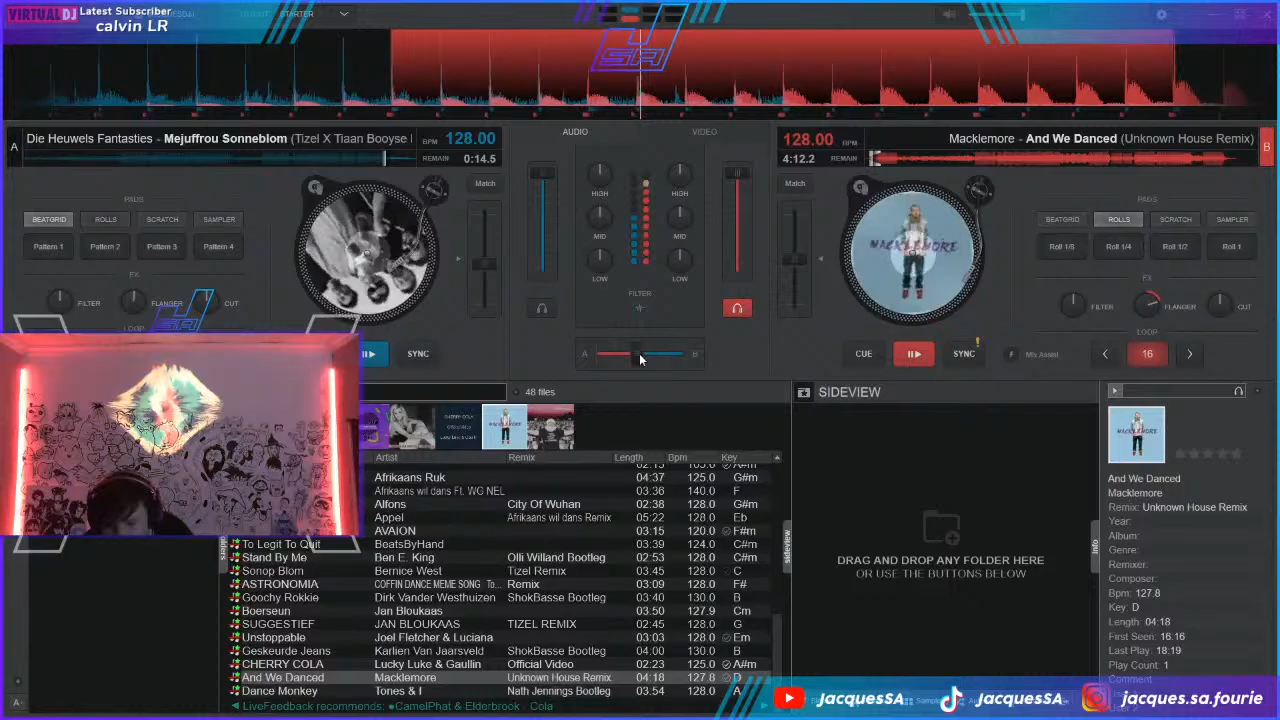 VIRTUAL DJ
Latest Subscriber
calvin LR
STARTER
A
Die Heuwels Fantasties - Mejuffrou Sonneblom (Tizel X Tiaan Booyse
BPM
128.00
REMAIN
0:14.5
AUDIO
VIDEO
128.00
BPM
4:12.2
REMAIN
Macklemore - And We Danced (Unknown House Remix)
B
PADS
BEATGRID
ROLLS
SCRATCH
SAMPLER
Pattern 1
Pattern 2
Pattern 3
Pattern 4
FX
FILTER
FLANGER
CUT
LOOP
Match
HIGH
HIGH
MID
MID
LOW
LOW
FILTER
A
B
SYNC
Match
MACKLEMORE
PADS
BEATGRID
ROLLS
SCRATCH
SAMPLER
Roll 1/8
Roll 1/4
Roll 1/2
Roll 1
FX
FILTER
FLANGER
CUT
LOOP
CUE
SYNC
Mix Assist
16
48 files
Artist
Remix
Length
Bpm
Key
Afrikaans Ruk 04:37 125.0 G#m
Afrikaans wil dans Ft. WG NEL 03:36 140.0 F
Alfons City Of Wuhan 02:38 108.0 G#m
Appel Afrikaans wil dans Remix 05:22 128.0 Eb
AVAION 03:15 120.0 F#m
To Legit To Quit BeatsByHand 03:39 124.0 C#m
Stand By Me Ben E. King Olli Willand Bootleg 02:53 108.0 G#m
Sonop Blom Bernice West Tizel Remix 03:45 128.0 C
ASTRONOMIA COFFIN DANCE MEME SONG To... Remix 03:09 128.0 F#
Goochy Rokkie Dirk Vander Westhuizen ShokBasse Bootleg 03:40 130.0 B
Boerseun Jan Bloukaas 03:50 127.9 Cm
SUGGESTIEF JAN BLOUKAAS TIZEL REMIX 02:45 128.0 G
Unstoppable Joel Fletcher & Luciana 03:03 128.0 Em
Geskeurde Jeans Karlien Van Jaarsveld ShokBasse Bootleg 04:00 130.0 B
CHERRY COLA Lucky Luke & Gaullin Official Video 02:23 125.0 A#m
And We Danced Macklemore Unknown House Remix 04:18 127.8 D
Dance Monkey Tones & I Nath Jennings Bootleg 03:54 128.0 A
LiveFeedback recommends: ●CamelPhat & Elderbrook : Cola
sideview
SIDEVIEW
DRAG AND DROP ANY FOLDER HERE
OR USE THE BUTTONS BELOW
info
And We Danced
Macklemore
Remix: Unknown House Remix
Year:
Album:
Genre:
Remixer:
Composer:
Bpm: 127.8
Key: D
Length: 04:18
First Seen: 16:16
Last Play: 18:19
Play Count: 1
Comment
JacquesSA
JacquesSA
jacques.sa.fourie